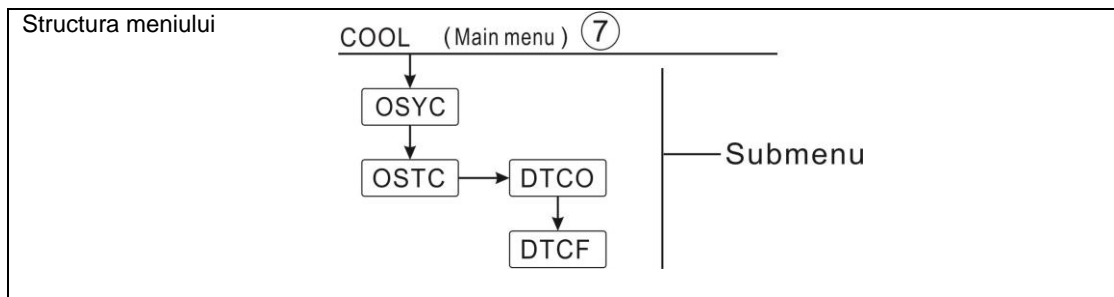 Structura meniului
COOL (Main menu) 7
OSYC
OSTC DTCO
Submenu
DTCF